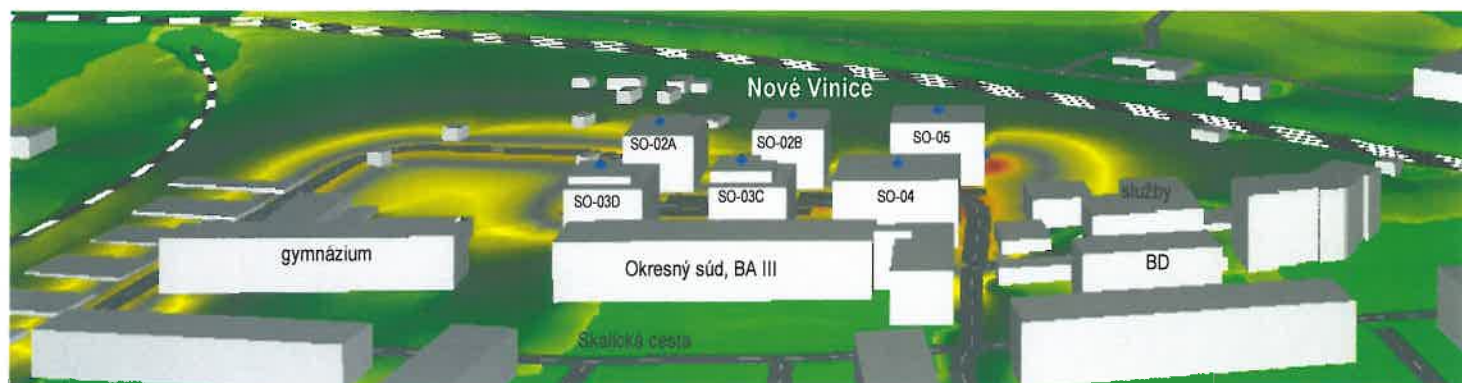 Nové Vinice
SO-02A
SO-02B
SO-05
SO-03D
SO-03C
SO-04
služby
gymnázium
Okresný súd, BA III
BD
Skalická cesta